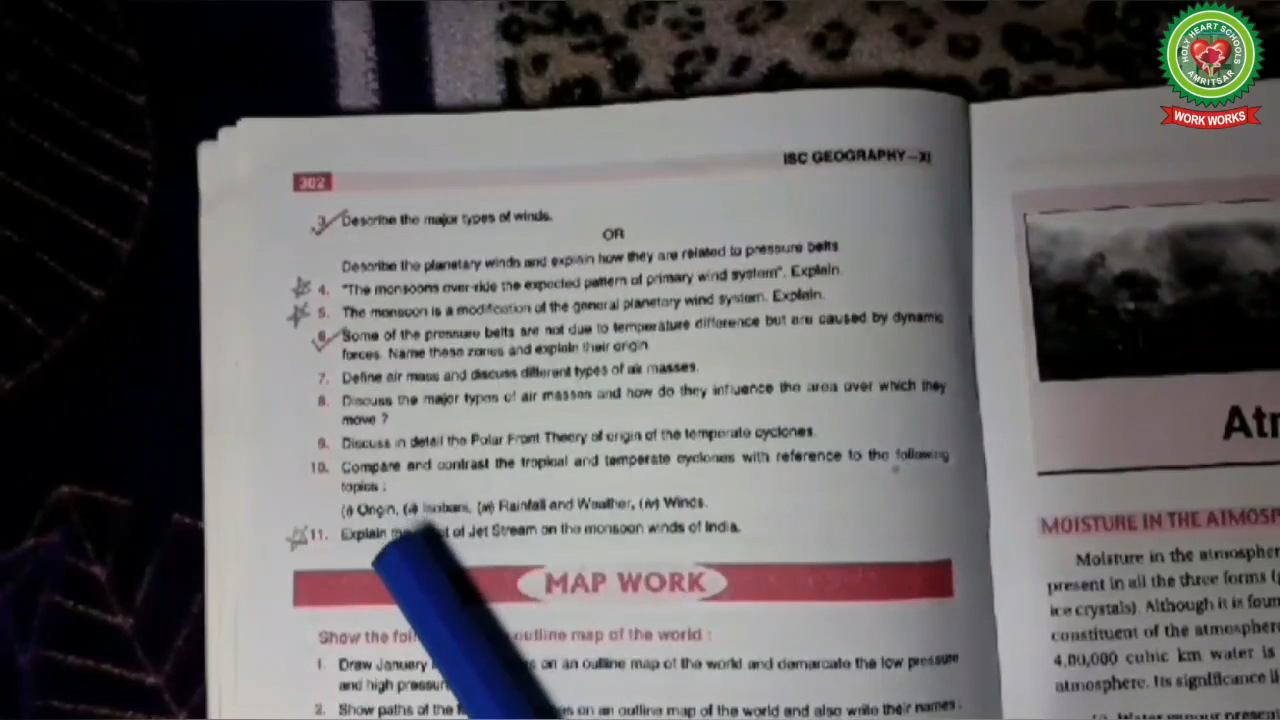 HOLY HEART SCHOOLS
AMRITSAR
WORK WORKS
302
ISC GEOGRAPHY–XI
3. Describe the major types of winds.
OR
Describe the planetary winds and explain how they are related to pressure belts
4. "The monsoons over-ride the expected pattern of primary wind system". Explain.
5. The monsoon is a modification of the general planetary wind system. Explain.
6. Some of the pressure belts are not due to temperature difference but are caused by dynamic
forces. Name these zones and explain their origin.
7. Define air mass and discuss different types of air masses.
8. Discuss the major types of air masses and how do they influence the area over which they
move ?
9. Discuss in detail the Polar Front Theory of origin of the temperate cyclones.
10. Compare and contrast the tropical and temperate cyclones with reference to the following
topics :
(i) Origin, (ii) Isobars, (iii) Rainfall and Weather, (iv) Winds.
11. Explain of Jet Stream on the monsoon winds of India.
MAP WORK
Show the outline map of the world :
1. Draw January on an outline map of the world and demarcate the low pressure
and high
2. Show paths of the on an outline map of the world and also write their names :
At
MOISTURE IN THE ATMOSP
Moisture in the atmospher
present in all the three forms (
ice crystals). Although it is foun
constituent of the atmosphere
4,00,000 cubic km water is
atmosphere. Its significance li